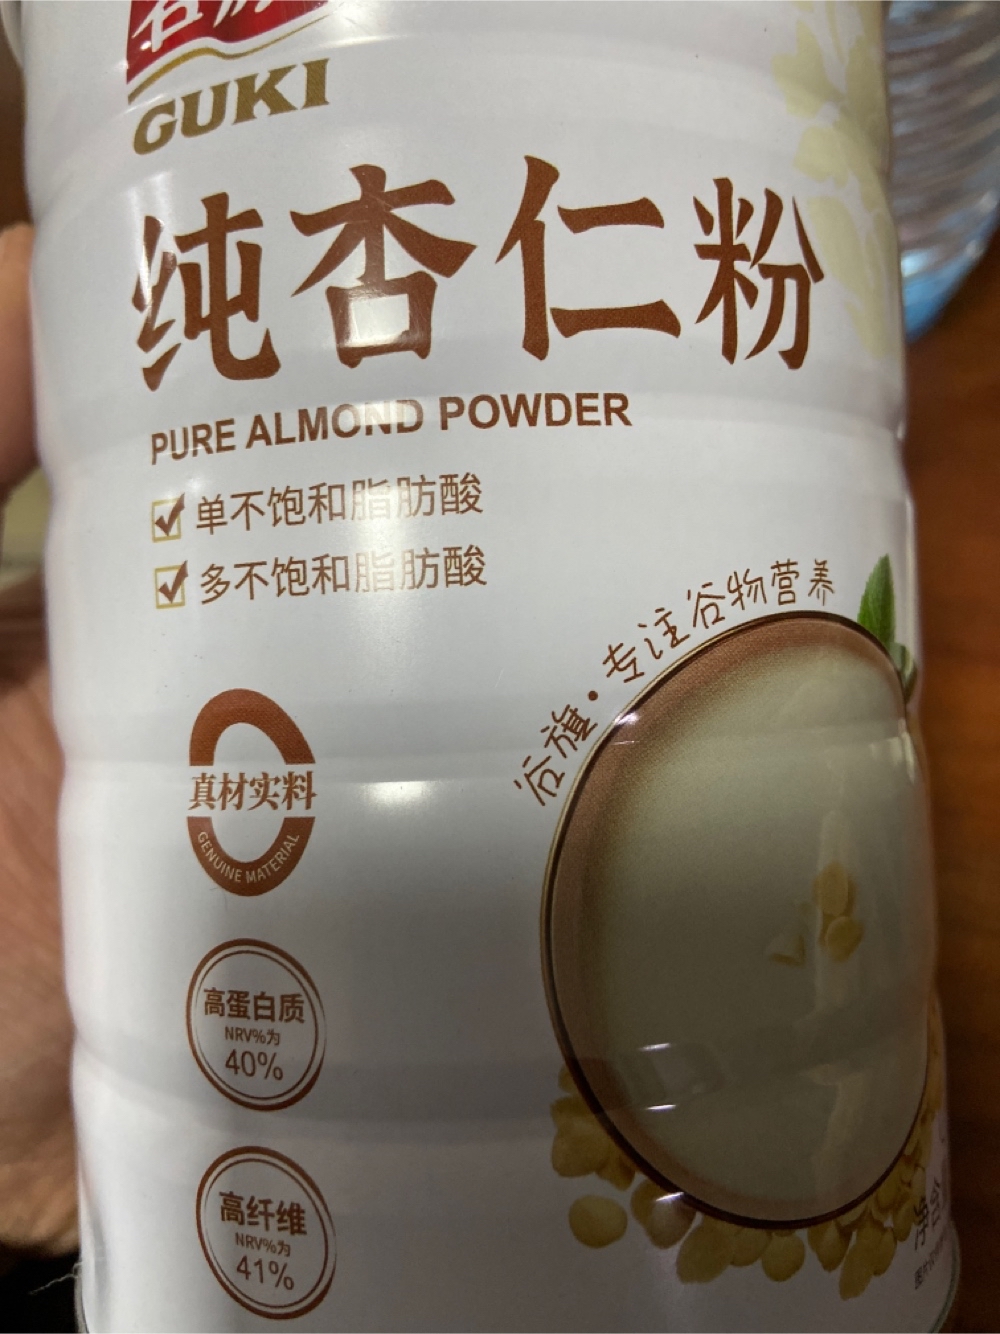 GUKI
纯杏仁粉
PURE ALMOND POWDER
单不饱和脂肪酸
多不饱和脂肪酸
谷旗·专注谷物营养
真材实料
GENUINE MATERIAL
高蛋白质
NRV%为
40%
高纤维
NRV%为
41%
净含